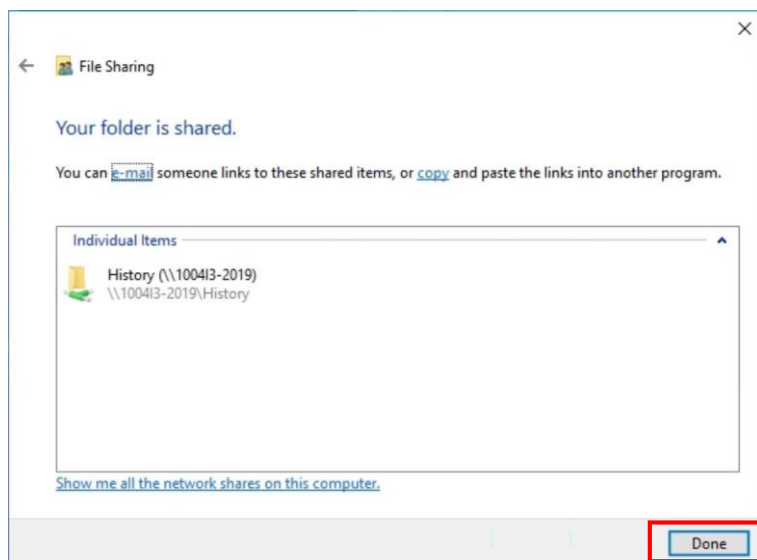 File Sharing
Your folder is shared.
You can e-mail someone links to these shared items, or copy and paste the links into another program.
Individual Items
History (\\1004I3-2019)
\\1004I3-2019\History
Show me all the network shares on this computer.
Done